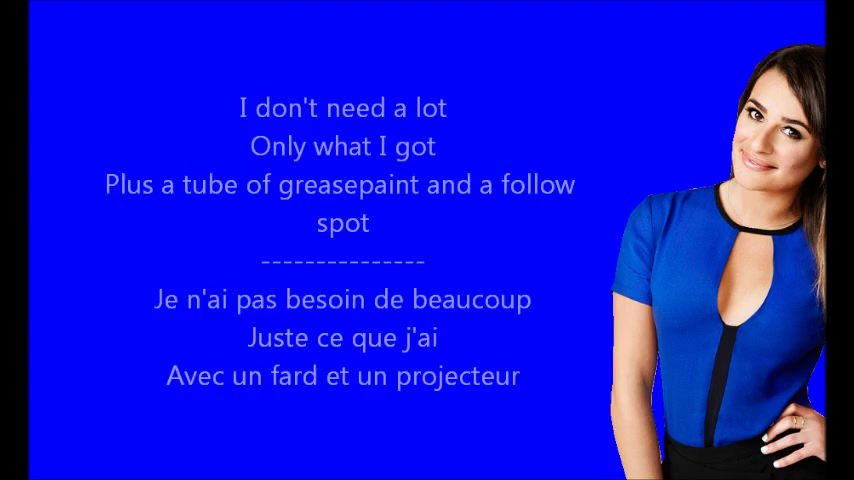 I don't need a lot
Only what I got
Plus a tube of greasepaint and a follow
spot
---------------
Je n'ai pas besoin de beaucoup
Juste ce que j'ai
Avec un fard et un projecteur